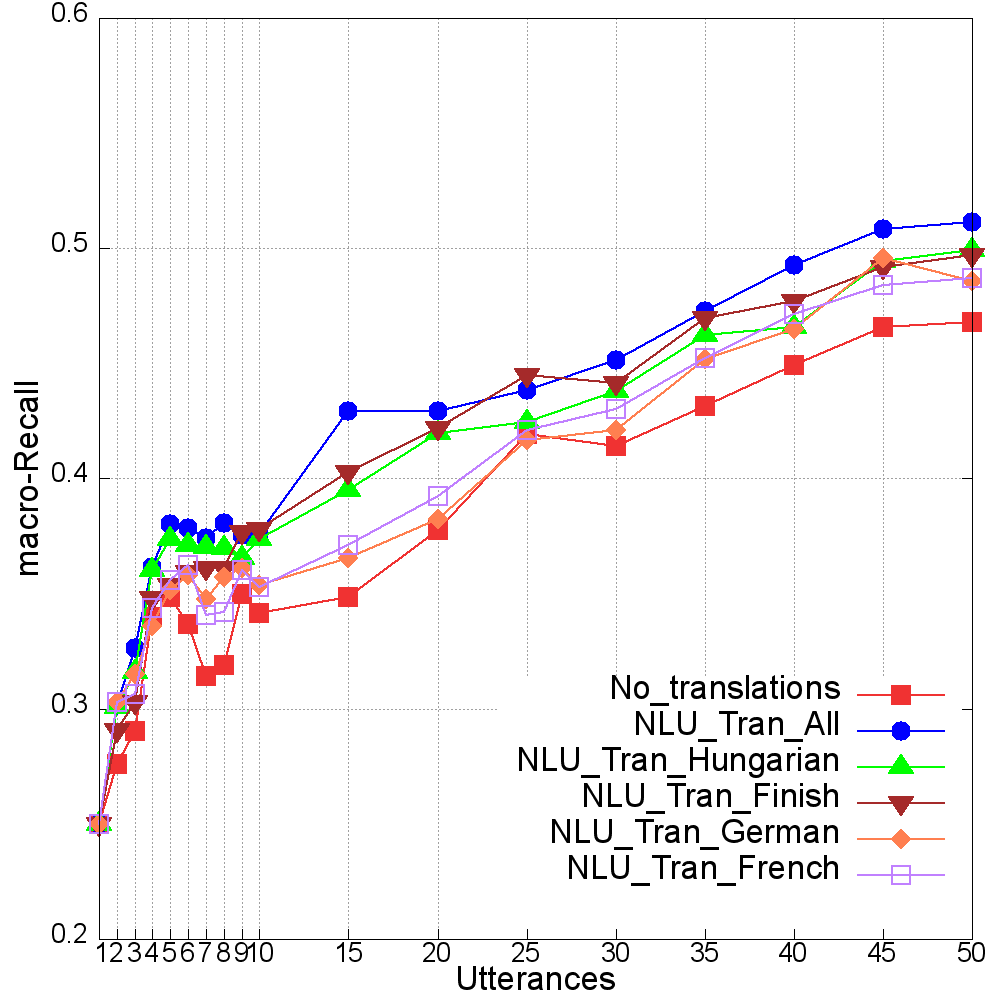 0.6
0.5
0.4
0.3
0.2
macro-Recall
No_translations
NLU_Tran_All
NLU_Tran_Hungarian
NLU_Tran_Finish
NLU_Tran_German
NLU_Tran_French
1 2 3 4 5 6 7 8 9 10 15 20 25 30 35 40 45 50
Utterances